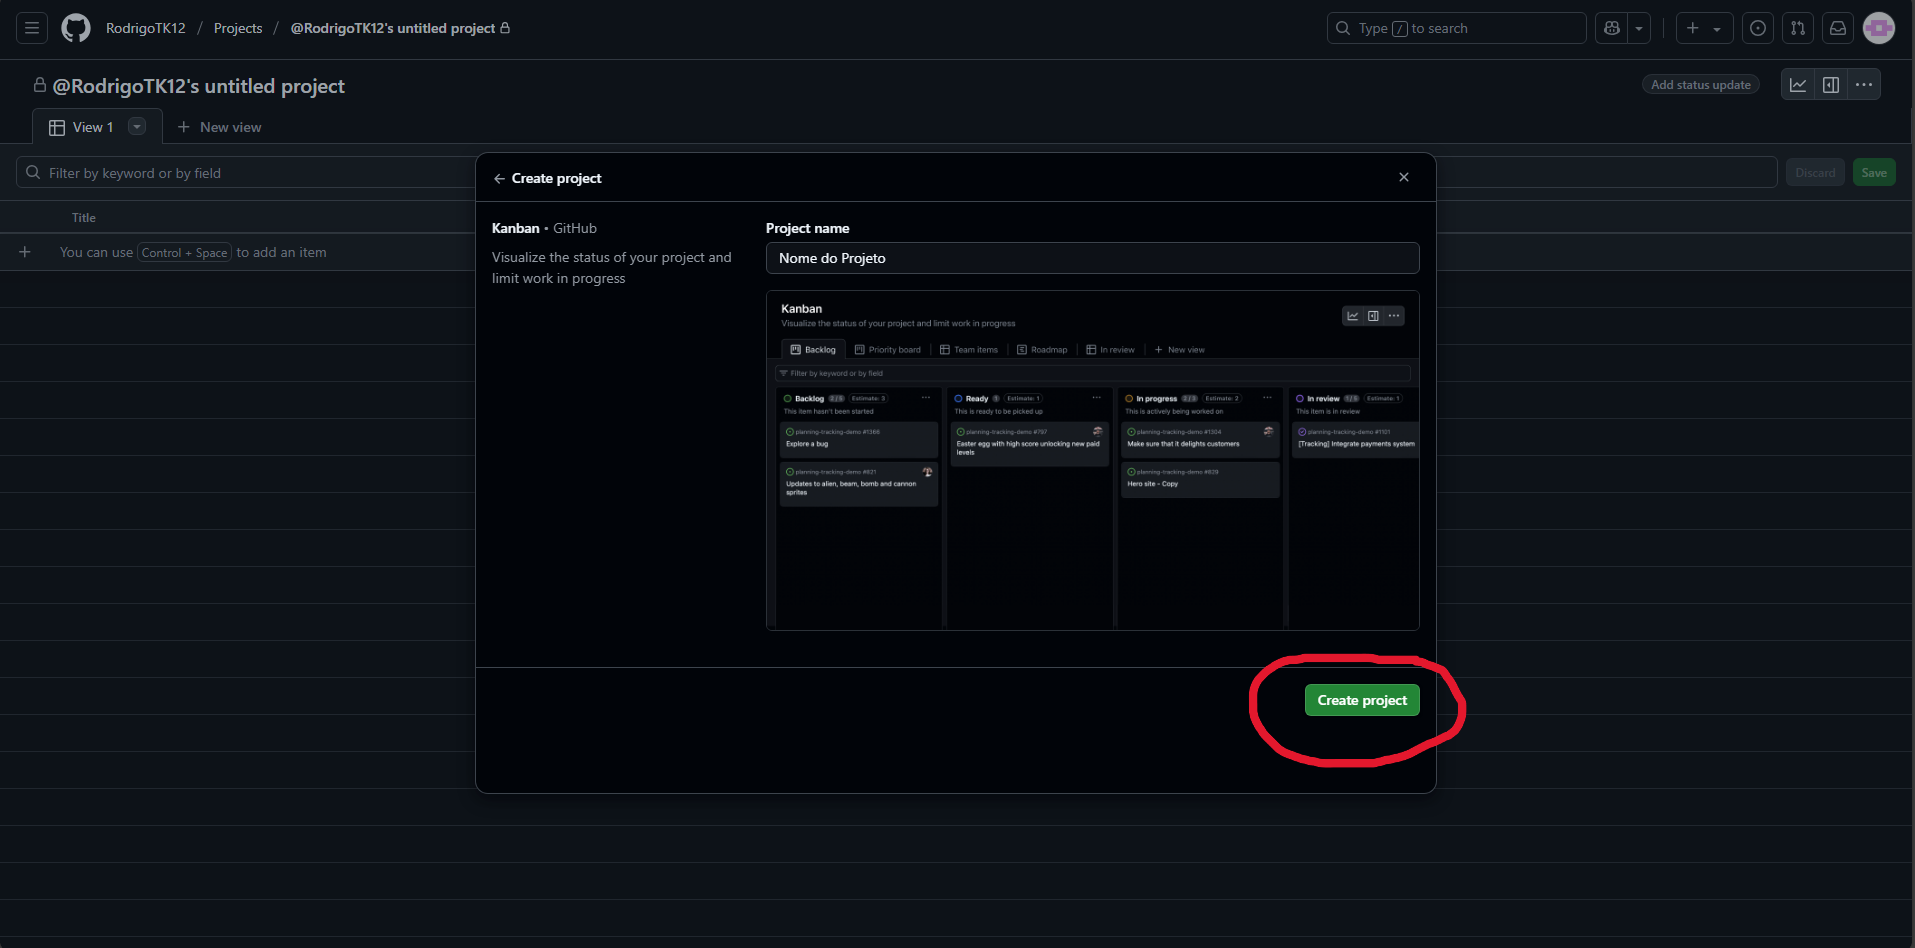 RodrigoTK12 / Projects / @RodrigoTK12's untitled project
Type / to search
@RodrigoTK12's untitled project
Add status update
View 1
New view
Filter by keyword or by field
Discard
Save
Title
You can use Control + Space to add an item
Create project
Kanban • GitHub
Visualize the status of your project and
limit work in progress
Project name
Nome do Projeto
Kanban
Visualize the status of your project and limit work in progress
Backlog
Priority board
Team items
Roadmap
In review
New view
Filter by keyword or by field
Backlog 2/5 Estimate: 3
This item hasn't been started
planning-tracking-demo #1366
Explore a bug
planning-tracking-demo #821
Updates to alien, beam, bomb and cannon
sprites
Ready 1 Estimate: 1
This is ready to be picked up
planning-tracking-demo #797
Easter egg with high score unlocking new paid
levels
In progress 2/3 Estimate: 2
This is actively being worked on
planning-tracking-demo #1304
Make sure that it delights customers
planning-tracking-demo #829
Hero site - Copy
In review 1/5 Estimate: 1
This item is in review
planning-tracking-demo #1101
[Tracking] Integrate payments system
Create project